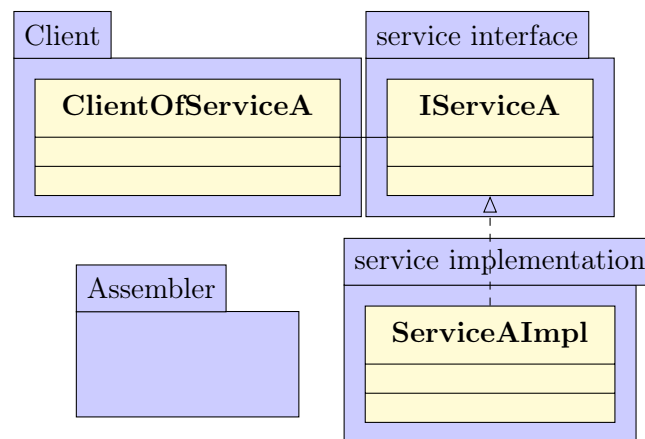 Client
service interface
ClientOfServiceA
IServiceA
service implementation
Assembler
ServiceAImpl